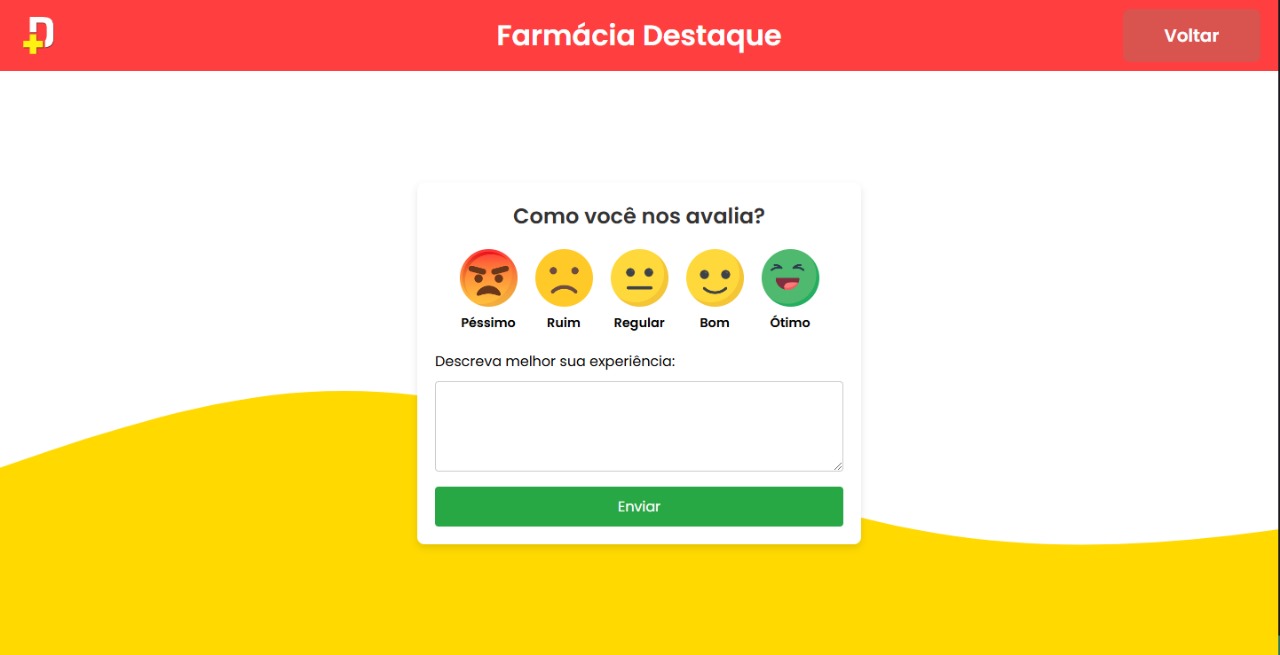 D
Farmácia Destaque
Voltar
Como você nos avalia?
Péssimo Ruim Regular Bom Ótimo
Descreva melhor sua experiência:
Enviar